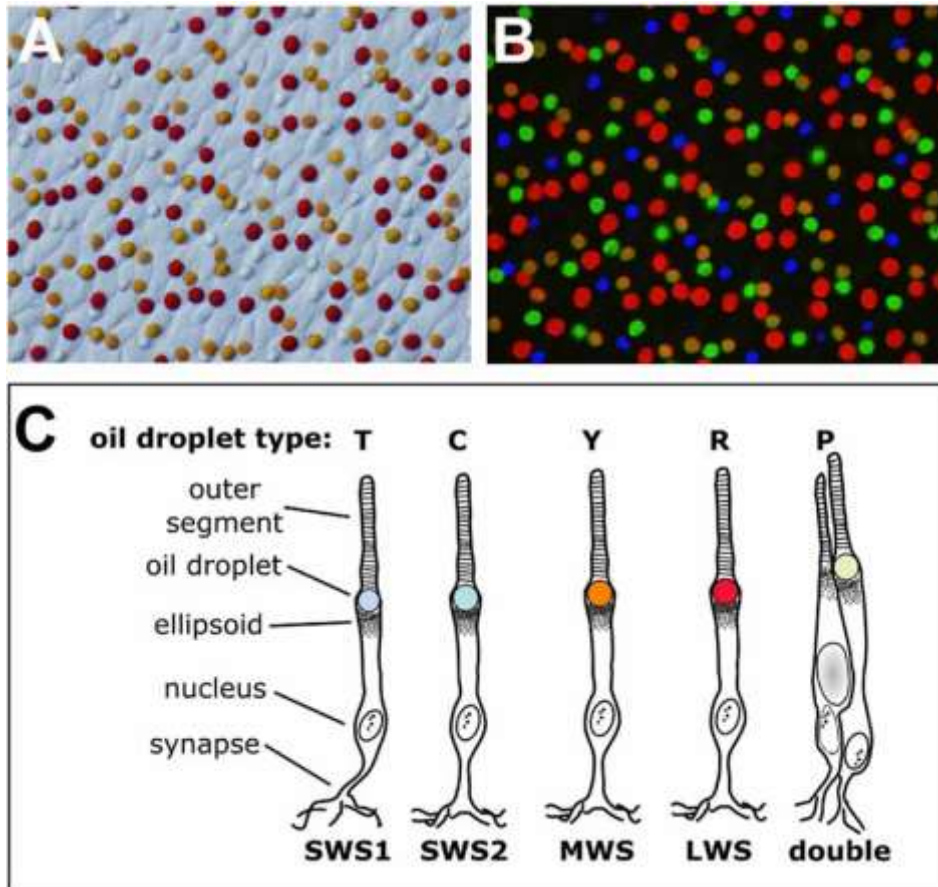 A
B
C
oil droplet type: T C Y R P
outer
segment
oil droplet
ellipsoid
nucleus
synapse
SWS1 SWS2 MWS LWS double